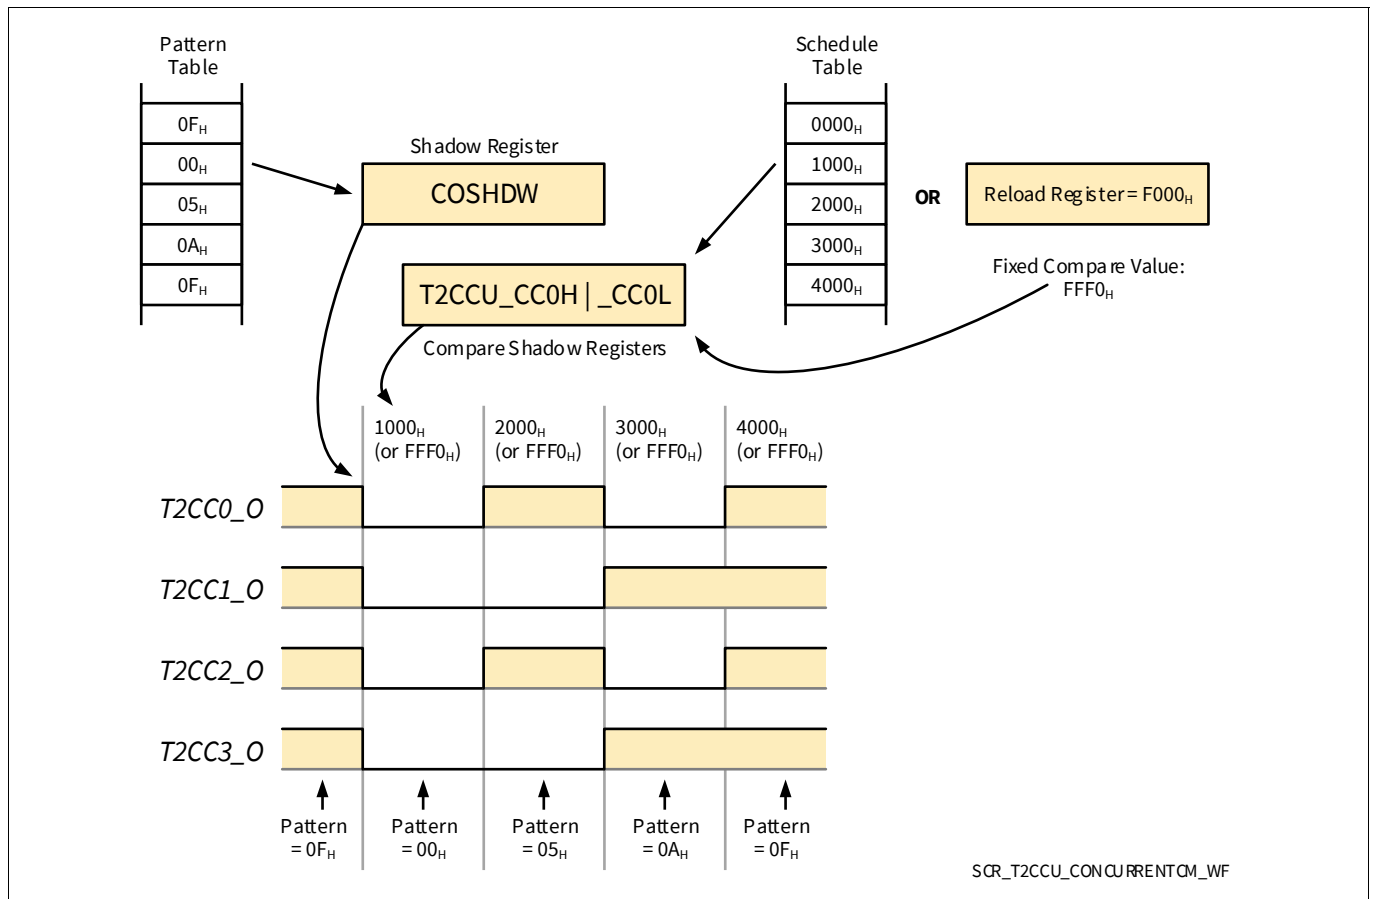 Pattern
Table
0FH
00H
05H
0AH
0FH
Shadow Register
COSHDW
T2CCU_CC0H | _CC0L
Compare Shadow Registers
Schedule
Table
0000H
1000H
2000H
3000H
4000H
OR
Reload Register = F000H
Fixed Compare Value:
FFF0H
1000H
(or FFF0H)
2000H
(or FFF0H)
3000H
(or FFF0H)
4000H
(or FFF0H)
T2CC0_O
T2CC1_O
T2CC2_O
T2CC3_O
Pattern
= 0FH
Pattern
= 00H
Pattern
= 05H
Pattern
= 0AH
Pattern
= 0FH
SCR_T2CCU_CONCURRENTCM_WF